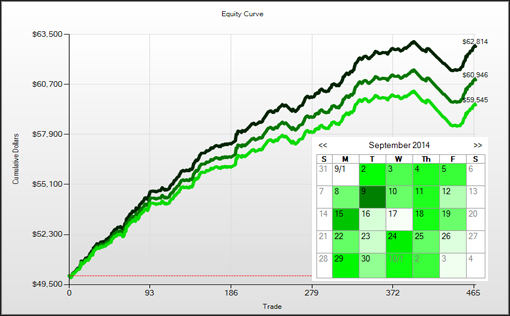 Equity Curve
$63,500
$62,814
$60,946
$60,700
$59,545
$57,900
$55,100
$52,300
$49,500
Cumulative Dollars
<< September 2014 >>
S M T W Th F S
31 9/1 2 3 4 5 6
7 8 9 10 11 12 13
14 15 16 17 18 19 20
21 22 23 24 25 26 27
28 29 30 10/1 2 3 4
0 93 186 279 372 465
Trade